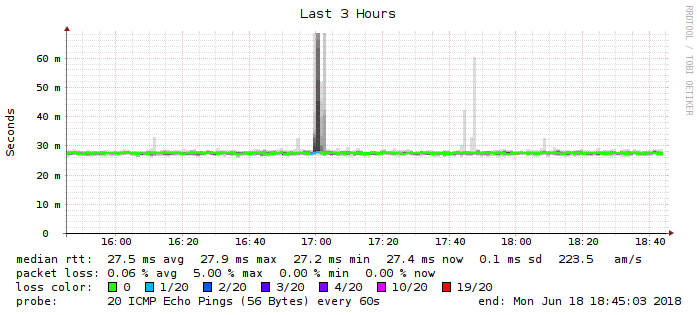 Last 3 Hours
RRDTOOL / TOBI OETIKER
Seconds
60 m
50 m
40 m
30 m
20 m
10 m
0
16:00 16:20 16:40 17:00 17:20 17:40 18:00 18:20 18:40
median rtt: 27.5 ms avg 27.9 ms max 27.2 ms min 27.4 ms now 0.1 ms sd 223.5 am/s
packet loss: 0.06 % avg 5.00 % max 0.00 % min 0.00 % now
loss color: 0 1/20 2/20 3/20 4/20 10/20 19/20
probe: 20 ICMP Echo Pings (56 Bytes) every 60s end: Mon Jun 18 18:45:03 2018